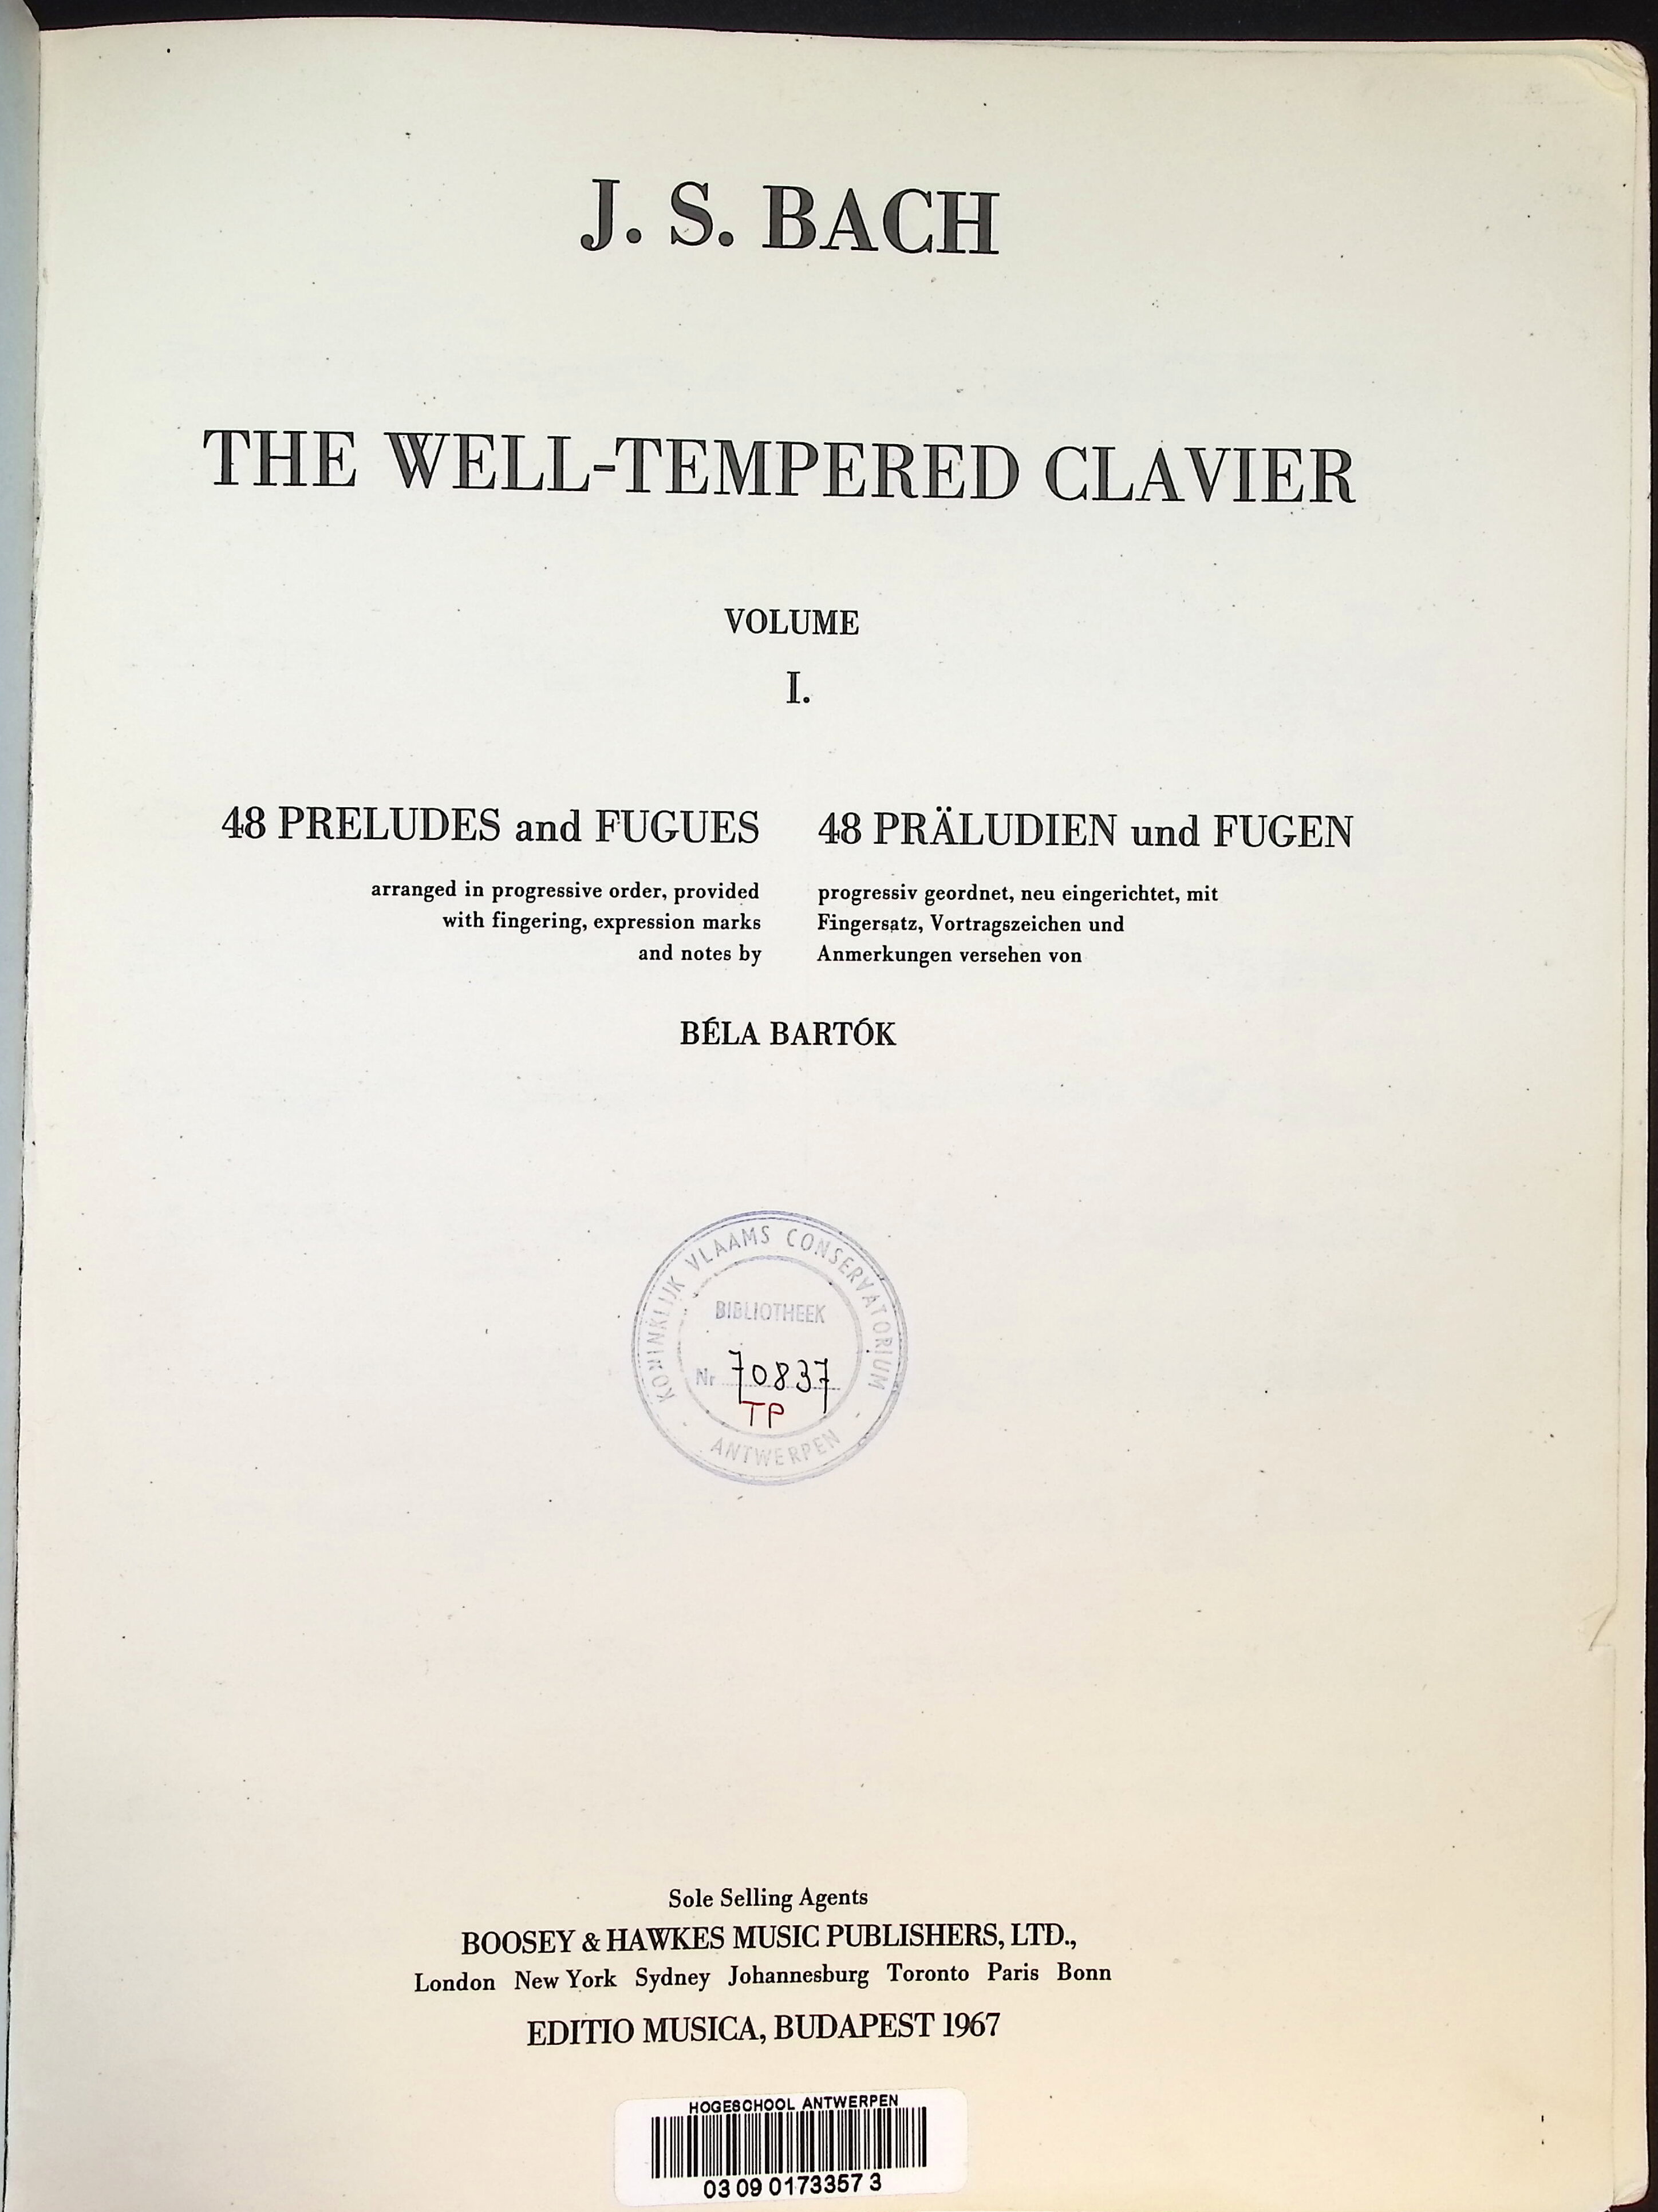 J. S. BACH
THE WELL-TEMPERED CLAVIER
VOLUME
I.
48 PRELUDES and FUGUES
arranged in progressive order, provided
with fingering, expression marks
and notes by
48 PRÄLUDIEN und FUGEN
progressiv geordnet, neu eingerichtet, mit
Fingersatz, Vortragszeichen und
Anmerkungen versehen von
BÉLA BARTÓK
KONINKLIJK VLAAMS CONSERVATORIUM
BIBLIOTHEEK
Nr 70837
TP
- ANTWERPEN -
Sole Selling Agents
BOOSEY & HAWKES MUSIC PUBLISHERS, LTD.,
London New York Sydney Johannesburg Toronto Paris Bonn
EDITIO MUSICA, BUDAPEST 1967
HOGESCHOOL ANTWERPEN
03 09 0173357 3